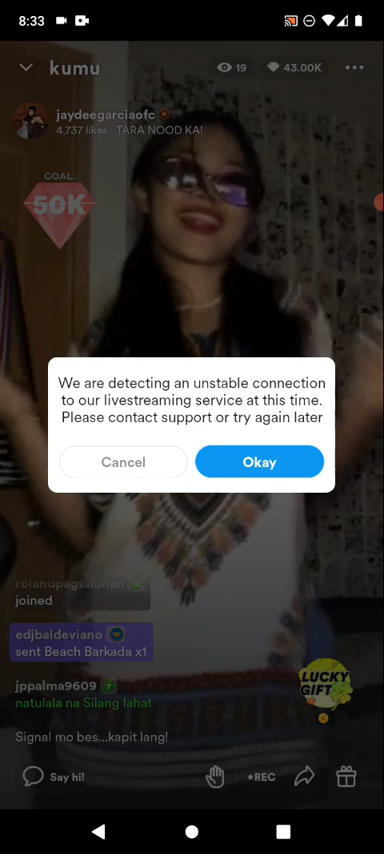 8:33
kumu
19
43.00K
jaydeegarciaofc
4,737 likes · TARA NOOD KA!
GOAL:
50K
We are detecting an unstable connection
to our livestreaming service at this time.
Please contact support or try again later
Cancel
Okay
rolandpagtalunan
joined
edjbaldeviano
sent Beach Barkada x1
LUCKY
GIFT
jppalma9609 7
natulala na Silang lahat
Signal mo bes...kapit lang!
Say hi!
•REC